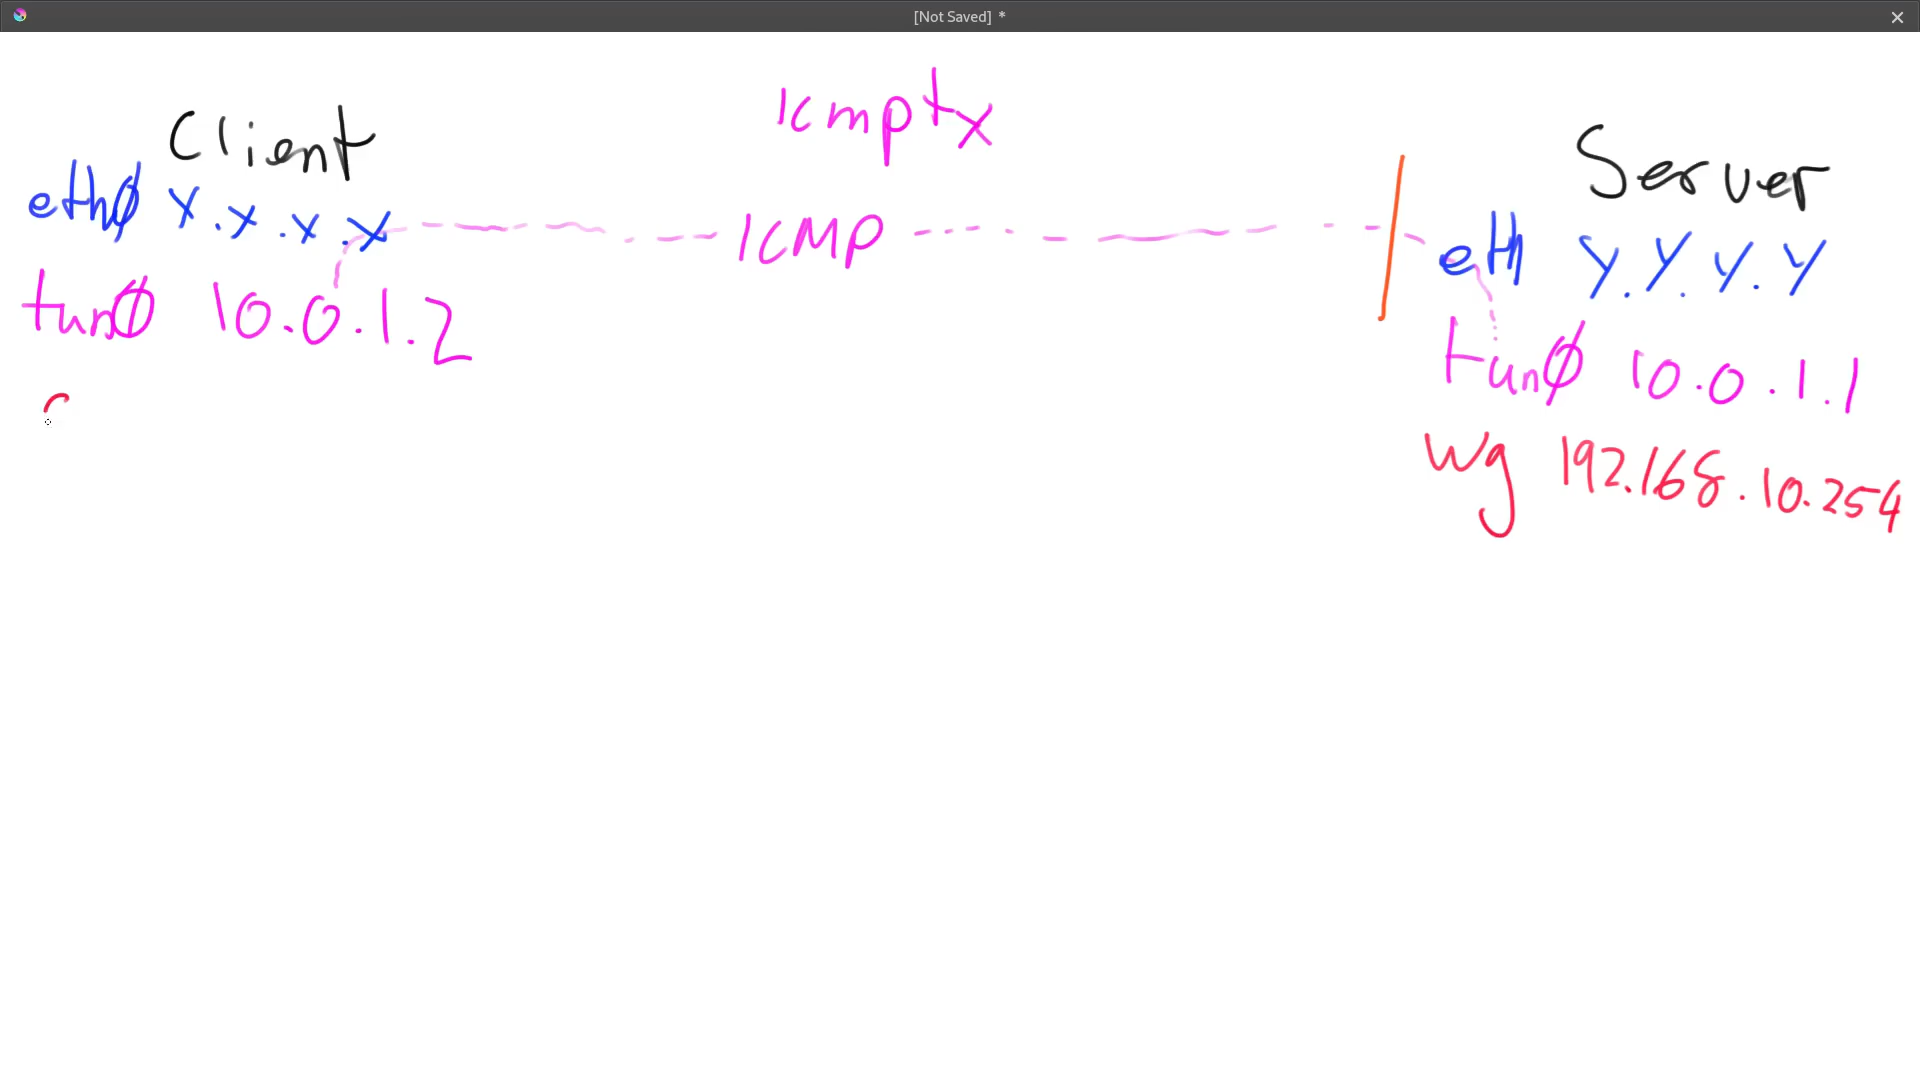 [Not Saved] *
icmptx
Client
Server
eth0 x.x.x.x
ICMP
eth y.y.y.y
tun0 10.0.1.2
tun0 10.0.1.1
wg 192.168.10.254